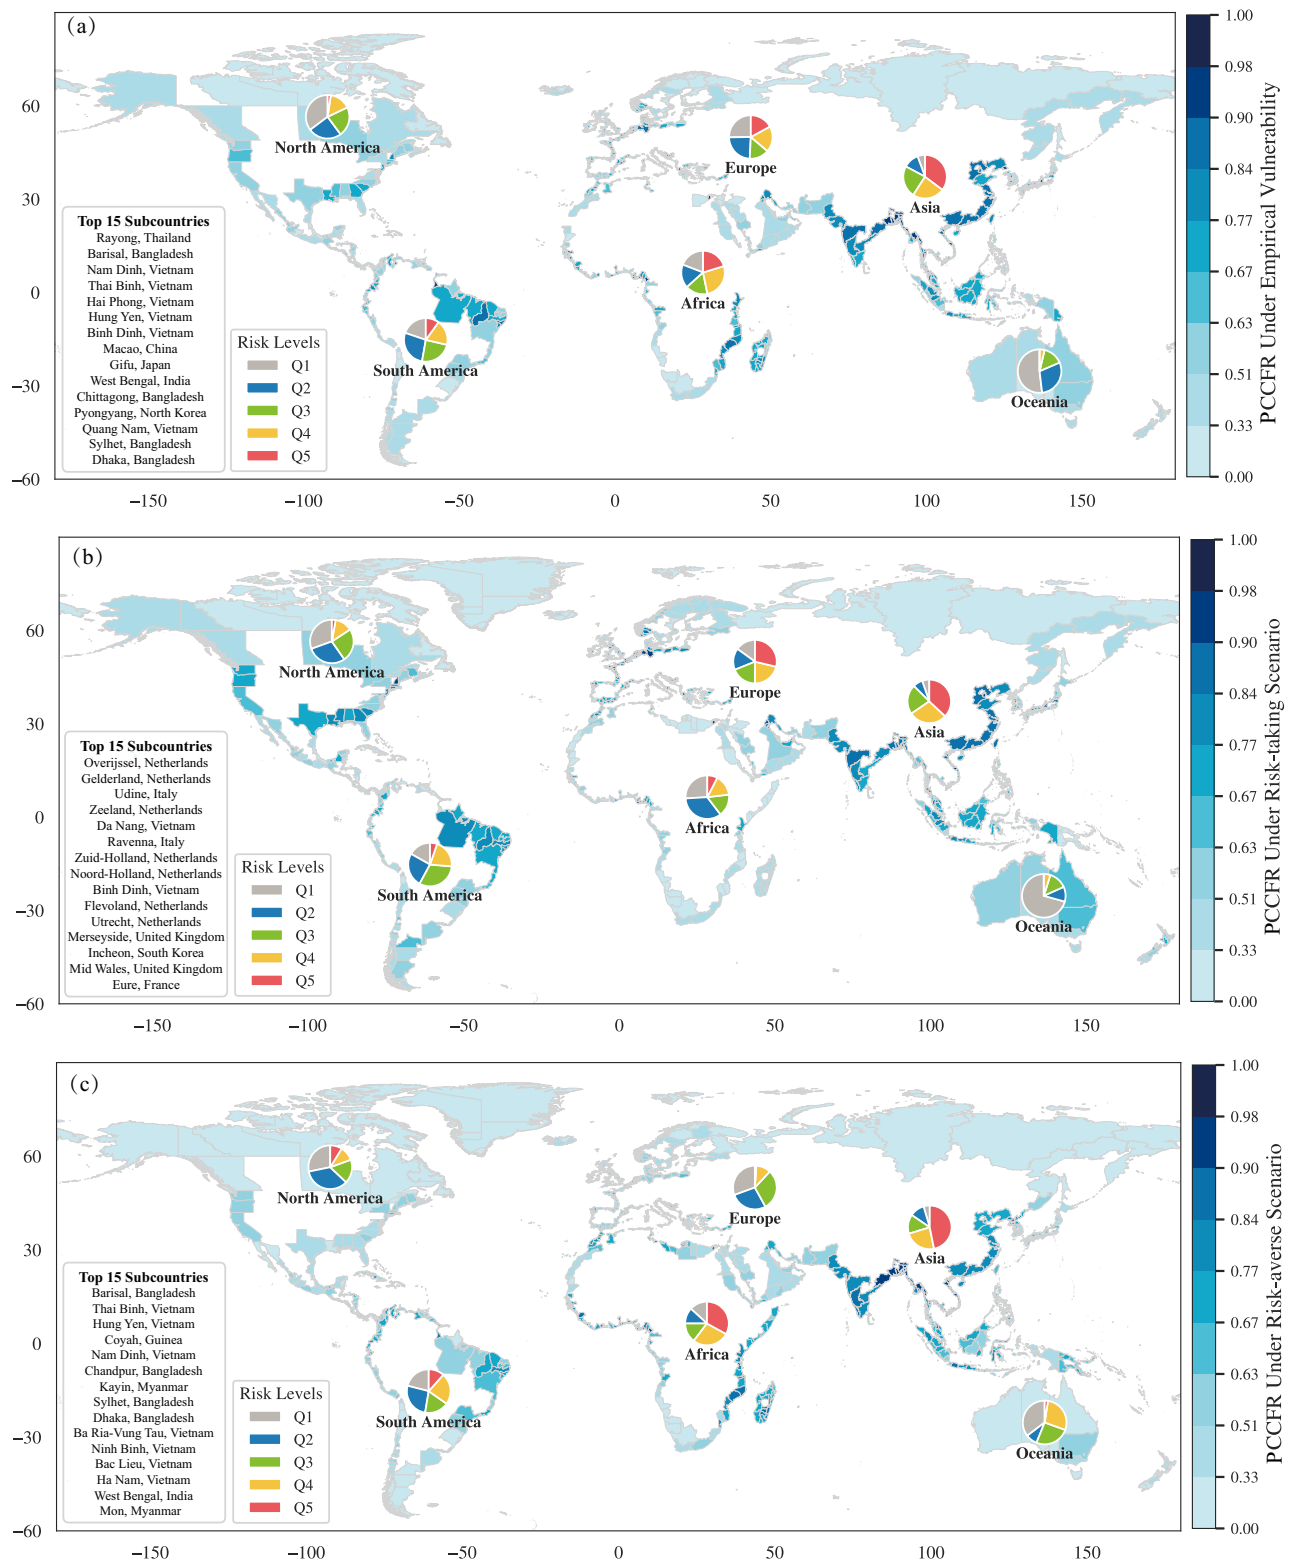 (a)
60
30
0
−30
−60
−150
−100
−50
0
50
100
150
North America
Europe
Asia
Africa
South America
Oceania
Top 15 Subcountries
Rayong, Thailand
Barisal, Bangladesh
Nam Dinh, Vietnam
Thai Binh, Vietnam
Hai Phong, Vietnam
Hung Yen, Vietnam
Binh Dinh, Vietnam
Macao, China
Gifu, Japan
West Bengal, India
Chittagong, Bangladesh
Pyongyang, North Korea
Quang Nam, Vietnam
Sylhet, Bangladesh
Dhaka, Bangladesh
Risk Levels
Q1
Q2
Q3
Q4
Q5
1.00
0.98
0.90
0.84
0.77
0.67
0.63
0.51
0.33
0.00
PCCFR Under Empirical Vulnerability
(b)
60
30
0
−30
−60
−150
−100
−50
0
50
100
150
North America
Europe
Asia
Africa
South America
Oceania
Top 15 Subcountries
Overijssel, Netherlands
Gelderland, Netherlands
Udine, Italy
Zeeland, Netherlands
Da Nang, Vietnam
Ravenna, Italy
Zuid-Holland, Netherlands
Noord-Holland, Netherlands
Binh Dinh, Vietnam
Flevoland, Netherlands
Utrecht, Netherlands
Merseyside, United Kingdom
Incheon, South Korea
Mid Wales, United Kingdom
Eure, France
Risk Levels
Q1
Q2
Q3
Q4
Q5
1.00
0.98
0.90
0.84
0.77
0.67
0.63
0.51
0.33
0.00
PCCFR Under Risk-taking Scenario
(c)
60
30
0
−30
−60
−150
−100
−50
0
50
100
150
North America
Europe
Asia
Africa
South America
Oceania
Top 15 Subcountries
Barisal, Bangladesh
Thai Binh, Vietnam
Hung Yen, Vietnam
Coyah, Guinea
Nam Dinh, Vietnam
Chandpur, Bangladesh
Kayin, Myanmar
Sylhet, Bangladesh
Dhaka, Bangladesh
Ba Ria-Vung Tau, Vietnam
Ninh Binh, Vietnam
Bac Lieu, Vietnam
Ha Nam, Vietnam
West Bengal, India
Mon, Myanmar
Risk Levels
Q1
Q2
Q3
Q4
Q5
1.00
0.98
0.90
0.84
0.77
0.67
0.63
0.51
0.33
0.00
PCCFR Under Risk-averse Scenario